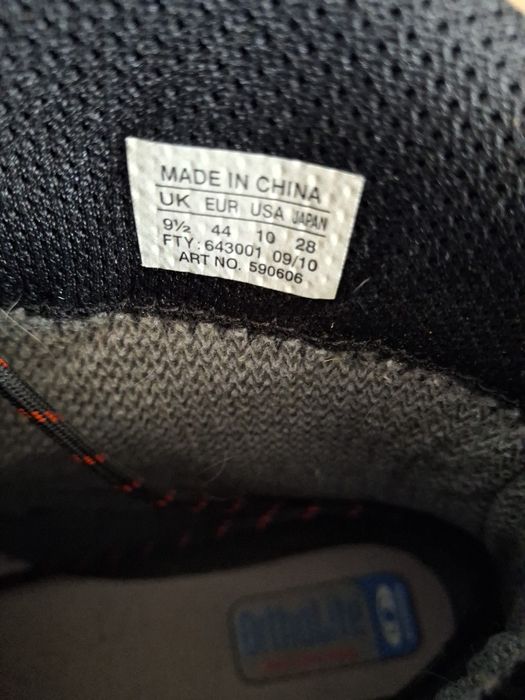 MADE IN CHINA
UK EUR USA JAPAN
9½ 44 10 28
FTY: 643001 09/10
ART NO. 590606
OrthoLite